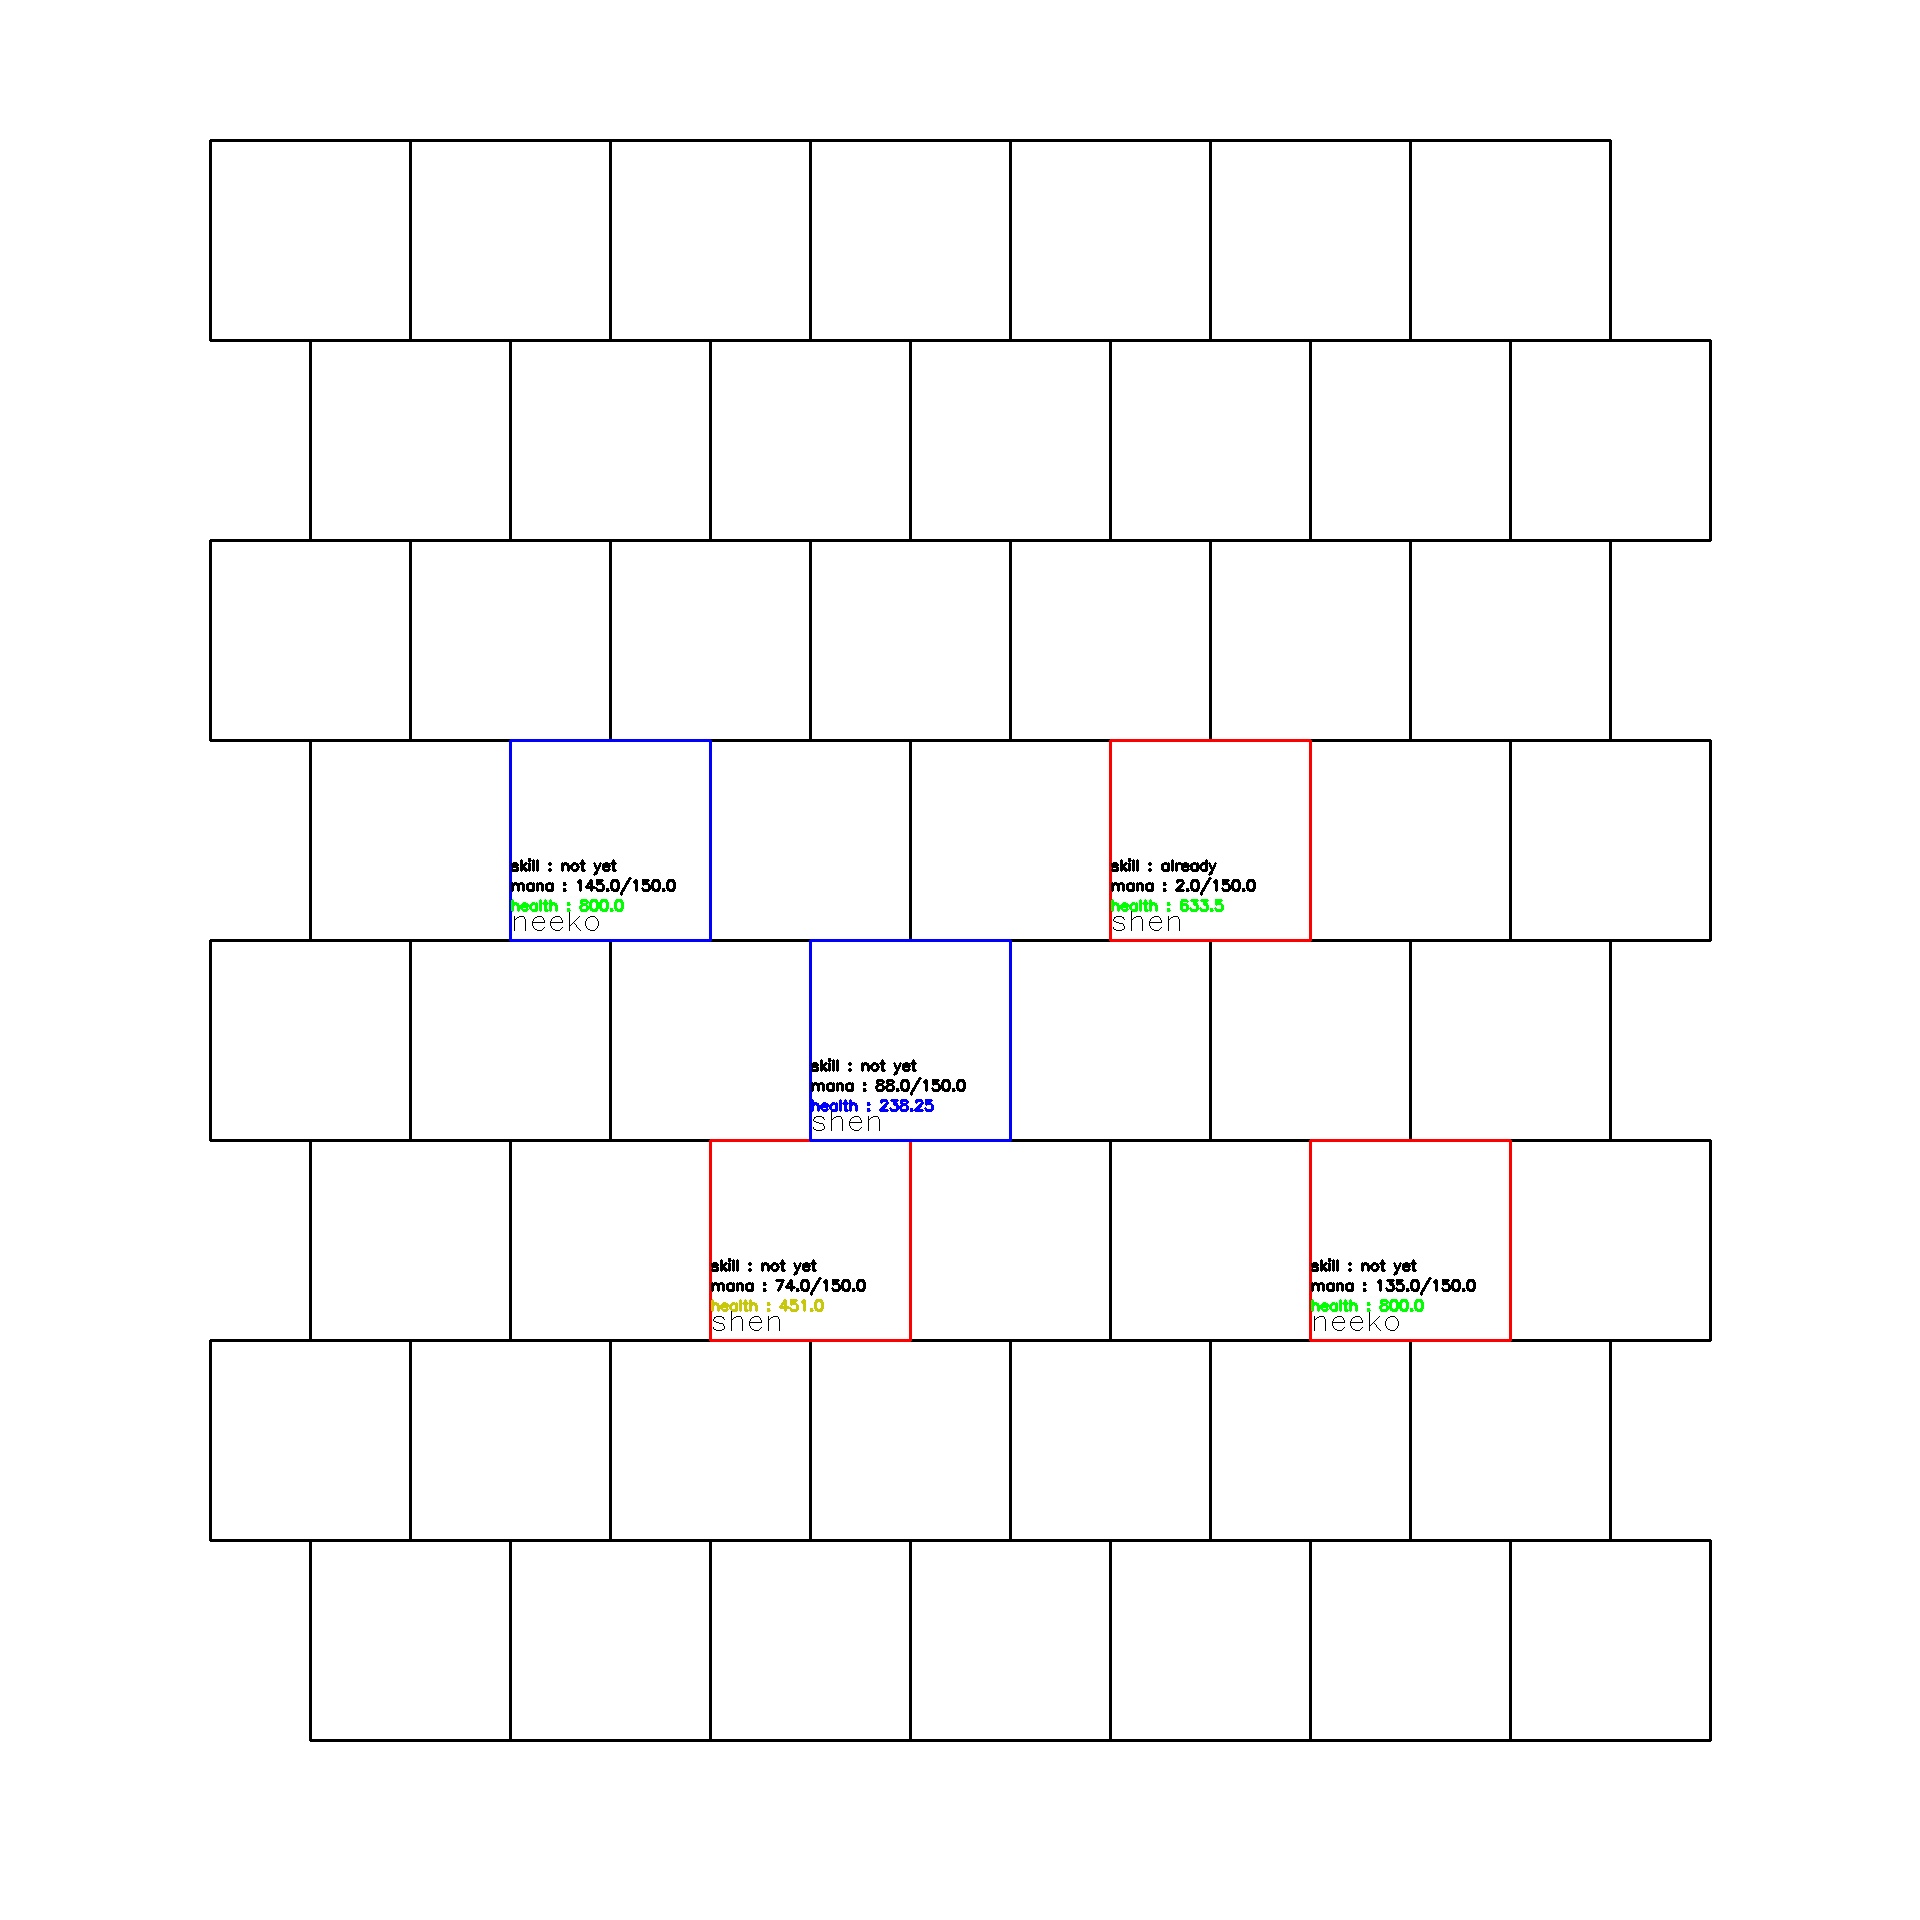 skill : not yet
mana : 145.0/150.0
health : 800.0
neeko
skill : already
mana : 2.0/150.0
health : 633.5
shen
skill : not yet
mana : 88.0/150.0
health : 238.25
shen
skill : not yet
mana : 74.0/150.0
health : 451.0
shen
skill : not yet
mana : 135.0/150.0
health : 800.0
neeko